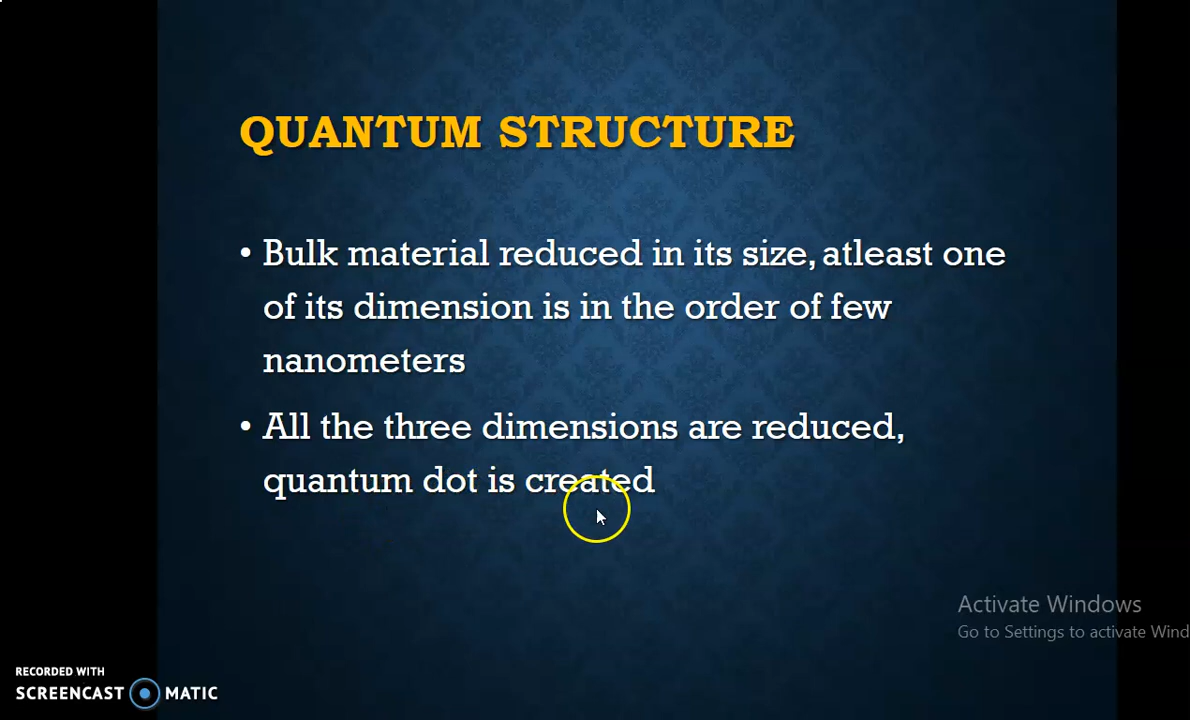 QUANTUM STRUCTURE
• Bulk material reduced in its size, atleast one
of its dimension is in the order of few
nanometers
• All the three dimensions are reduced,
quantum dot is created
Activate Windows
Go to Settings to activate Wind
RECORDED WITH
SCREENCAST MATIC